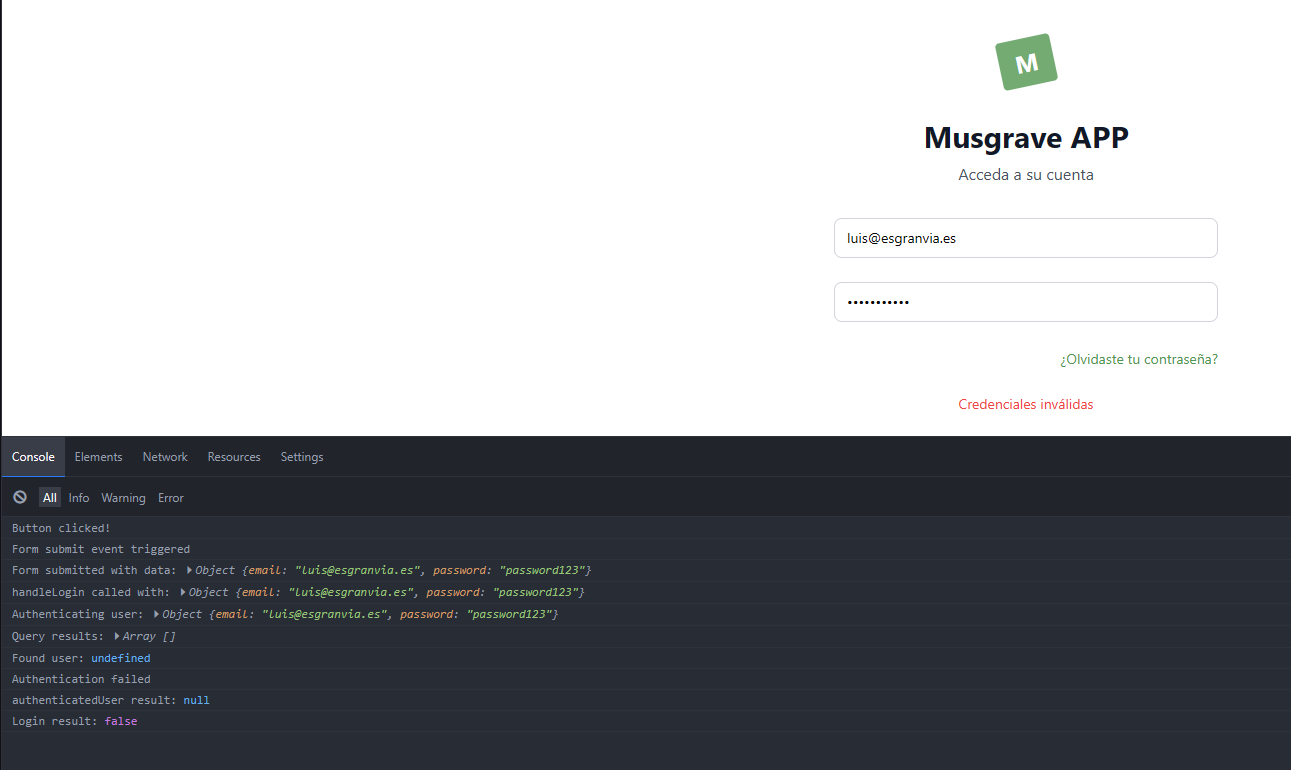 M
Musgrave APP
Acceda a su cuenta
luis@esgranvia.es
•••••••••••
¿Olvidaste tu contraseña?
Credenciales inválidas
Console Elements Network Resources Settings
All Info Warning Error
Button clicked!
Form submit event triggered
Form submitted with data: ▶Object {email: "luis@esgranvia.es", password: "password123"}
handleLogin called with: ▶Object {email: "luis@esgranvia.es", password: "password123"}
Authenticating user: ▶Object {email: "luis@esgranvia.es", password: "password123"}
Query results: ▶Array []
Found user: undefined
Authentication failed
authenticatedUser result: null
Login result: false